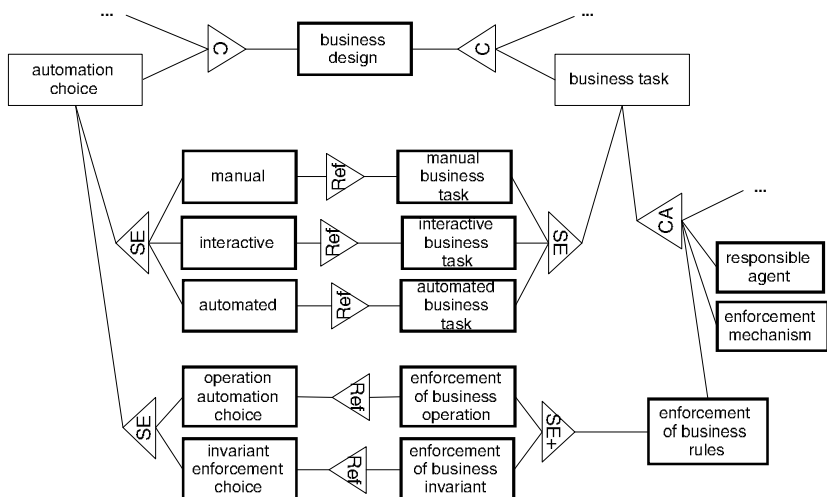 ...
...
business
design
C
C
automation
choice
business task
manual
Ref
manual
business
task
...
SE
interactive
Ref
interactive
business
task
SE
CA
responsible
agent
automated
Ref
automated
business
task
enforcement
mechanism
operation
automation
choice
Ref
enforcement
of business
operation
SE
SE+
enforcement
of business
rules
invariant
enforcement
choice
Ref
enforcement
of business
invariant